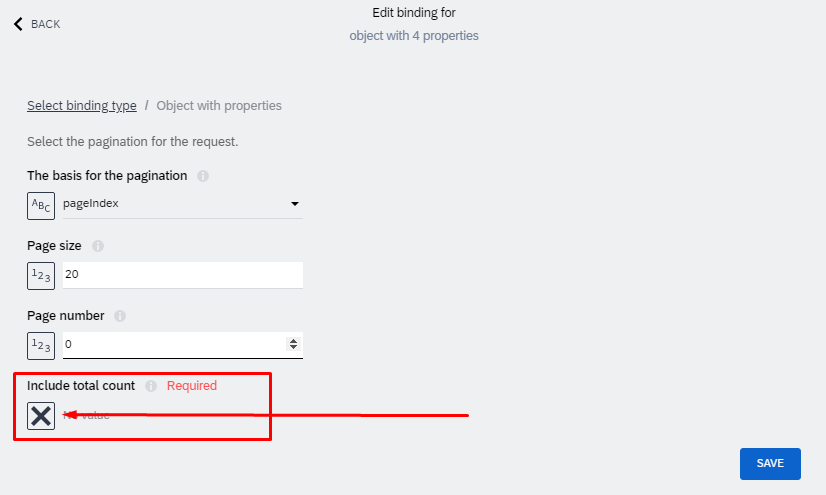 Edit binding for
BACK
object with 4 properties
Select binding type / Object with properties
Select the pagination for the request.
The basis for the pagination
ABC pageIndex
Page size
123 20
Page number
123 0
Include total count Required
value
SAVE